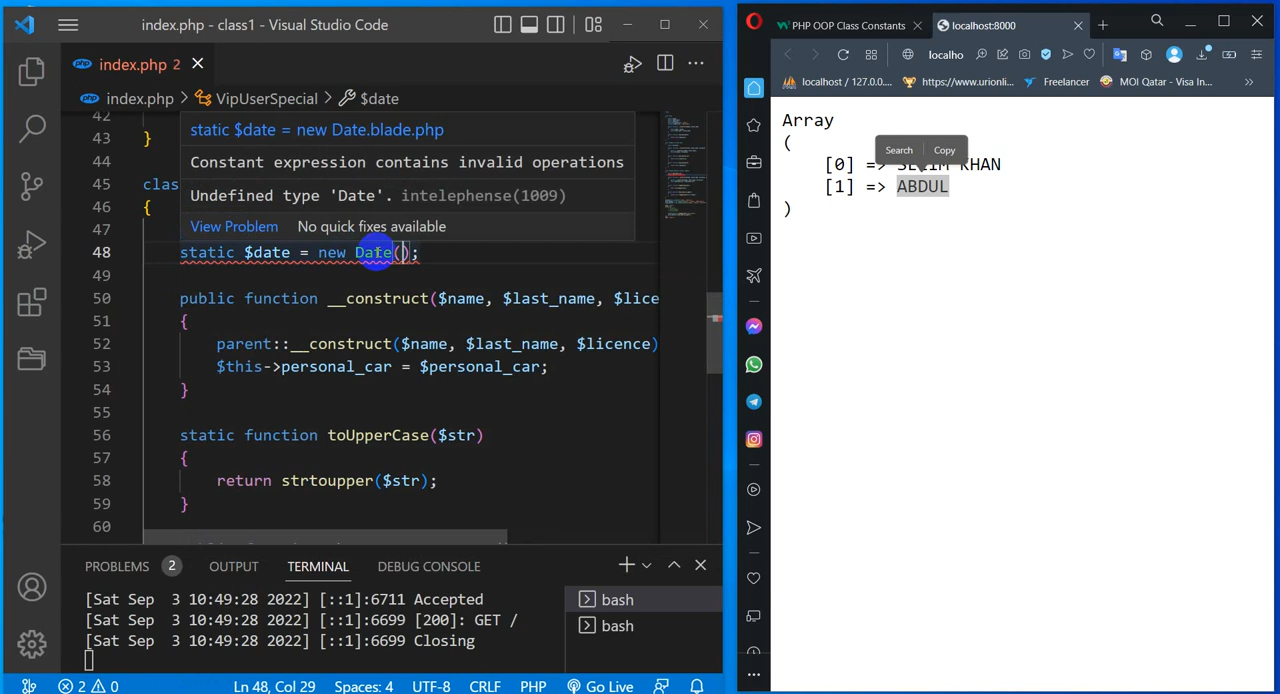 index.php - class1 - Visual Studio Code
index.php 2
index.php > VipUserSpecial > $date
42
43 }
44
45 clas
46 {
47
static $date = new Date.blade.php
Constant expression contains invalid operations
Undefined type 'Date'. intelephense(1009)
View Problem No quick fixes available
48 static $date = new Date();
49
50 public function __construct($name, $last_name, $lice
51 {
52 parent::__construct($name, $last_name, $licence)
53 $this->personal_car = $personal_car;
54 }
55
56 static function toUpperCase($str)
57 {
58 return strtoupper($str);
59 }
60
PROBLEMS 2 OUTPUT TERMINAL DEBUG CONSOLE
[Sat Sep 3 10:49:28 2022] [::1]:6711 Accepted
[Sat Sep 3 10:49:28 2022] [::1]:6699 [200]: GET /
[Sat Sep 3 10:49:28 2022] [::1]:6699 Closing
bash
bash
2 0 Ln 48, Col 29 Spaces: 4 UTF-8 CRLF PHP Go Live
PHP OOP Class Constants
localhost:8000
localho
localhost / 127.0.0.... https://www.urionli... Freelancer MOI Qatar - Visa In...
Array
(
Search Copy
[0] => SELIM KHAN
[1] => ABDUL
)